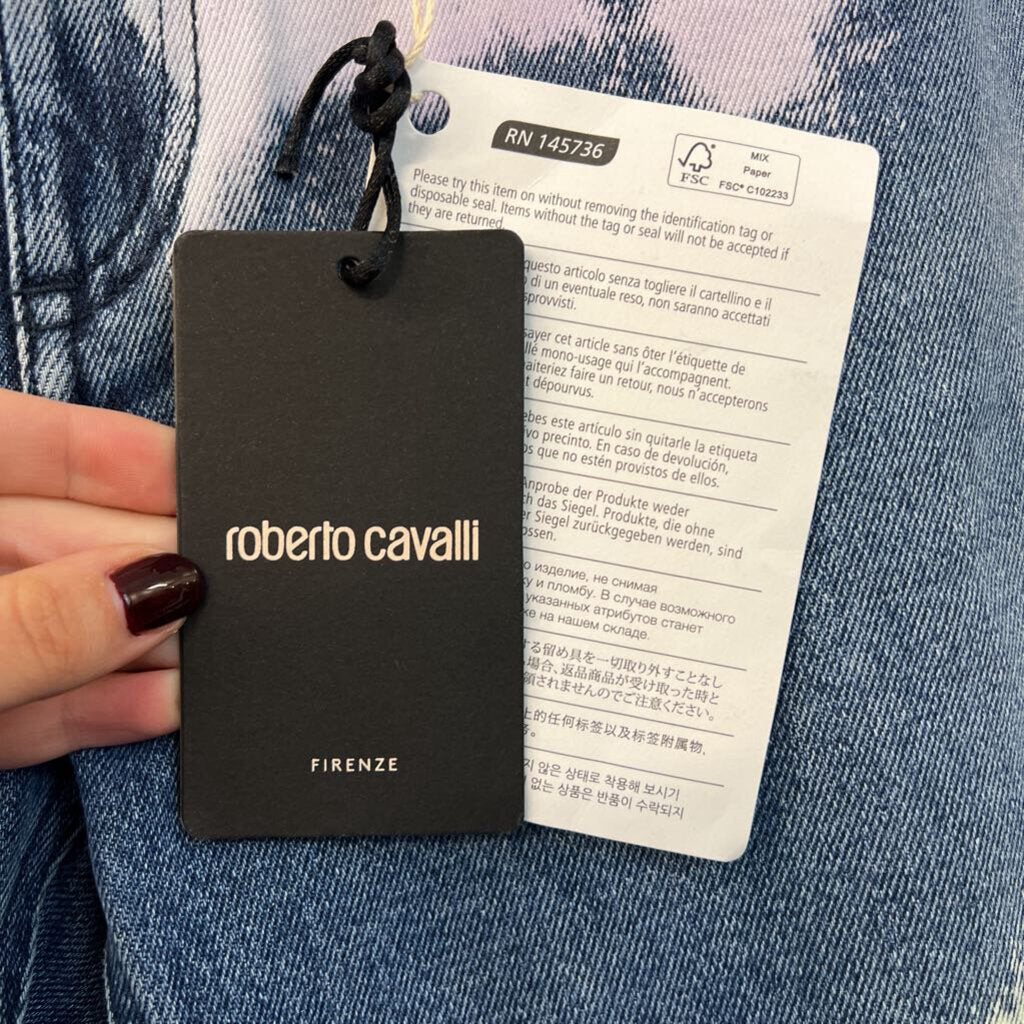 RN 145736
MIX
Paper
FSC
FSC® C102233
Please try this item on without removing the identification tag or
disposable seal. Items without the tag or seal will not be accepted if
they are returned.
questo articolo senza togliere il cartellino e il
di un eventuale reso, non saranno accettati
sprovvisti.
sayer cet article sans ôter l'étiquette de
llé mono-usage qui l'accompagnent.
aiteriez faire un retour, nous n'accepterons
t dépourvus.
ebes este artículo sin quitarle la etiqueta
vo precinto. En caso de devolución,
os que no estén provistos de ellos.
Anprobe der Produkte weder
ch das Siegel. Produkte, die ohne
er Siegel zurückgegeben werden, sind
ossen.
о изделие, не снимая
ку и пломбу. В случае возможного
указанных атрибутов станет
ке на нашем складе.
する留め具を一切取り外すことなし
場合、返品商品が受け取った時と
領されませんのでご注意ください。
上的任何标签以及标签附属物,
务。
지 않은 상태로 착용해 보시기
없는 상품은 반품이 수락되지
roberto cavalli
FIRENZE